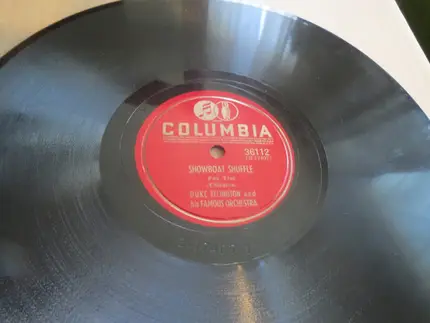 COLUMBIA
36112
SHOWBOAT SHUFFLE
Fox Trot
DUKE ELLINGTON and
his FAMOUS ORCHESTRA